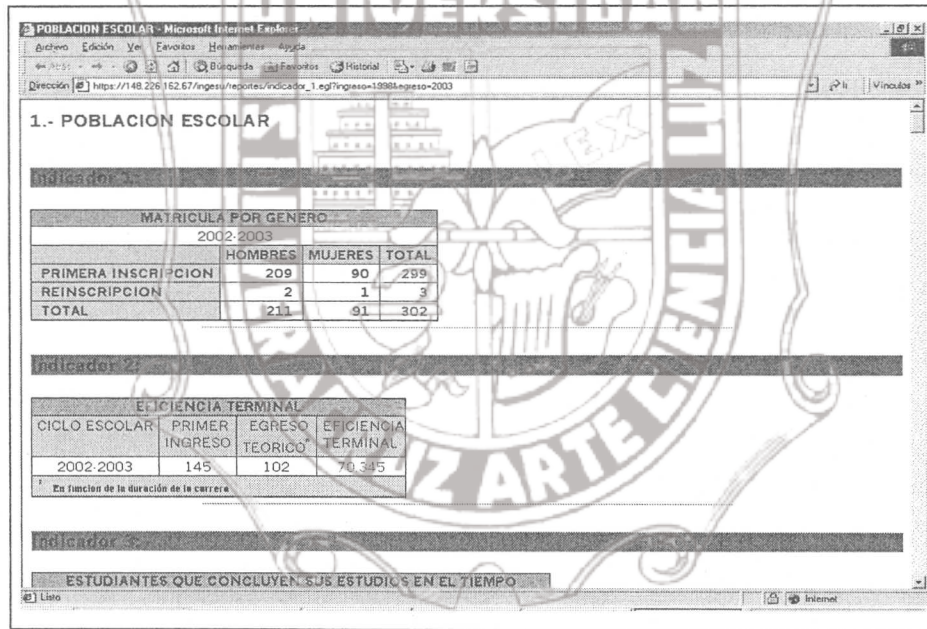 POBLACION ESCOLAR - Microsoft Internet Explorer
Archivo Edición Ver Favoritos Herramientas Ayuda
Búsqueda Favoritos Historial
Dirección https://148.226.162.67/ingesu/reportes/indicador_1.egl?ingreso=1998&egreso=2003 Ir Vínculos »
1.- POBLACION ESCOLAR
Indicador 1:
MATRICULA POR GENERO
2002-2003
HOMBRES MUJERES TOTAL
PRIMERA INSCRIPCION 209 90 299
REINSCRIPCION 2 1 3
TOTAL 211 91 302
Indicador 2:
EFICIENCIA TERMINAL
CICLO ESCOLAR PRIMER INGRESO EGRESO TEORICO* EFICIENCIA TERMINAL
2002-2003 145 102 70.345
En funcion de la duración de la carrera
Indicador 3:
ESTUDIANTES QUE CONCLUYEN SUS ESTUDIOS EN EL TIEMPO
Listo Internet
LEX
ARTE